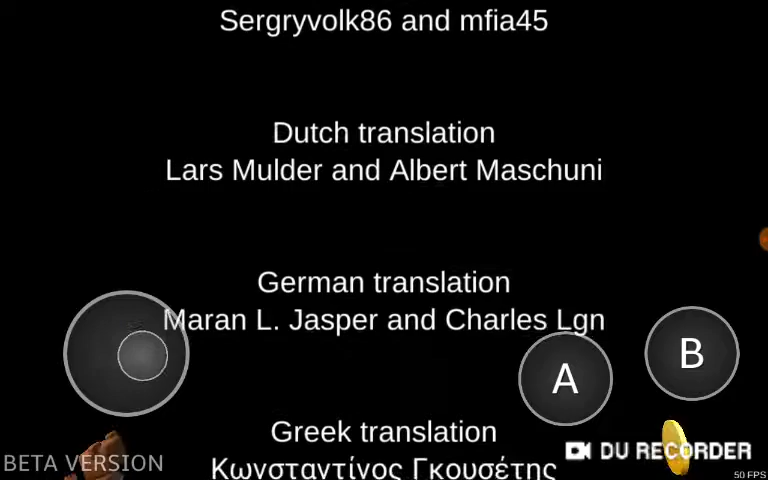 Sergryvolk86 and mfia45
Dutch translation
Lars Mulder and Albert Maschuni
German translation
Maran L. Jasper and Charles Lgn
A
B
Greek translation
Κωνσταντίνος Γκουσέτης
BETA VERSION
DU RECORDER
50 FPS